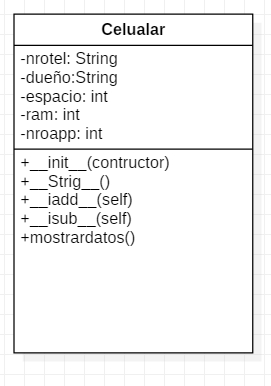 Celualar
-nrotel: String
-dueño:String
-espacio: int
-ram: int
-nroapp: int
+__init__(contructor)
+__Strig__()
+__iadd__(self)
+__isub__(self)
+mostrardatos()